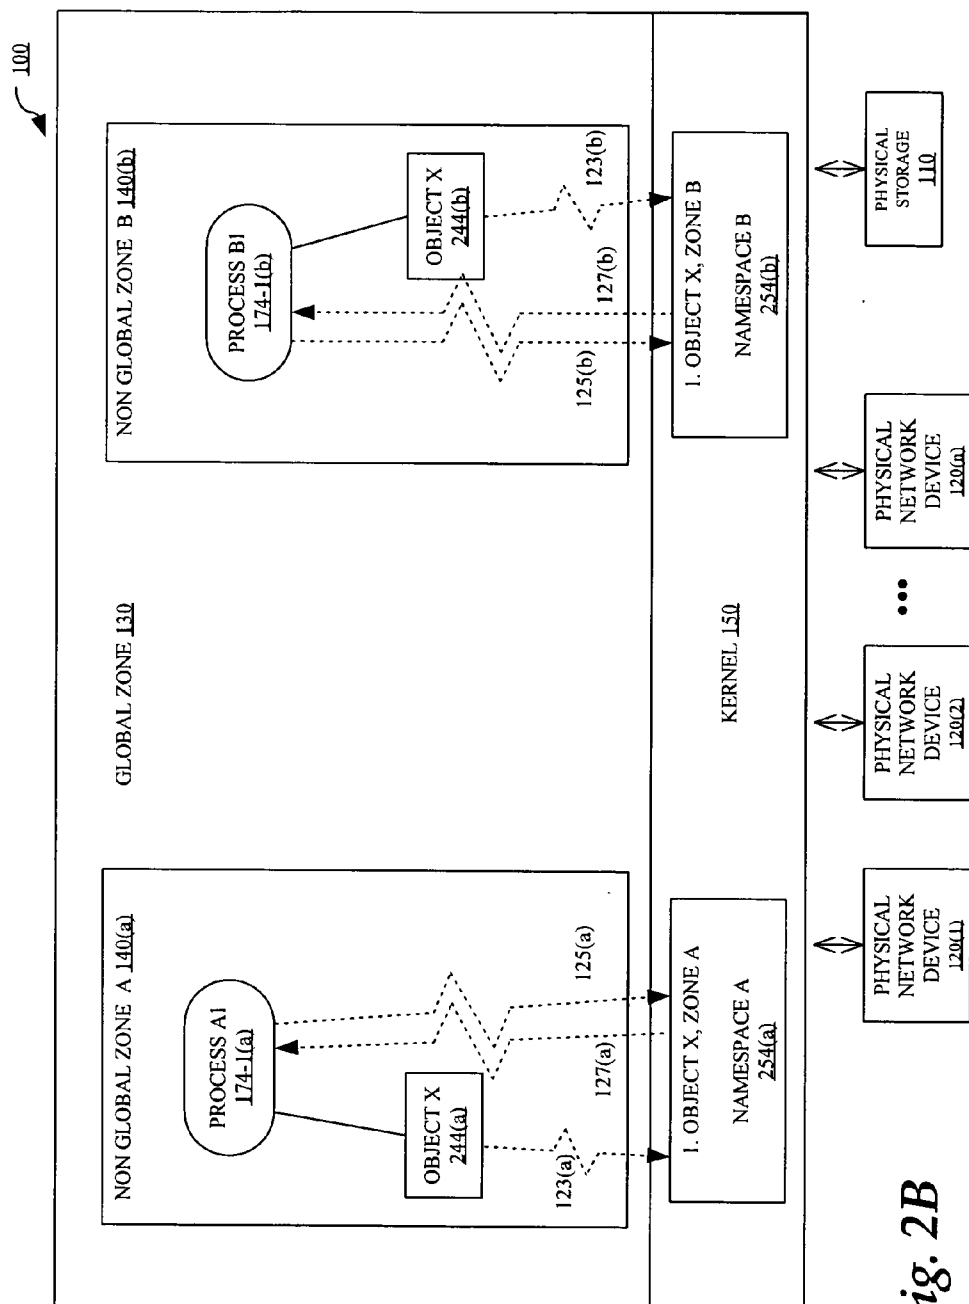 100
GLOBAL ZONE 130
NON GLOBAL ZONE A 140(a)
PROCESS A1
174-1(a)
OBJECT X
244(a)
123(a)
127(a)
125(a)
NON GLOBAL ZONE B 140(b)
PROCESS B1
174-1(b)
OBJECT X
244(b)
125(b)
127(b)
123(b)
KERNEL 150
1. OBJECT X, ZONE A
NAMESPACE A
254(a)
1. OBJECT X, ZONE B
NAMESPACE B
254(b)
PHYSICAL
NETWORK
DEVICE
120(1)
PHYSICAL
NETWORK
DEVICE
120(2)
•••
PHYSICAL
NETWORK
DEVICE
120(n)
PHYSICAL
STORAGE
110
ig. 2B